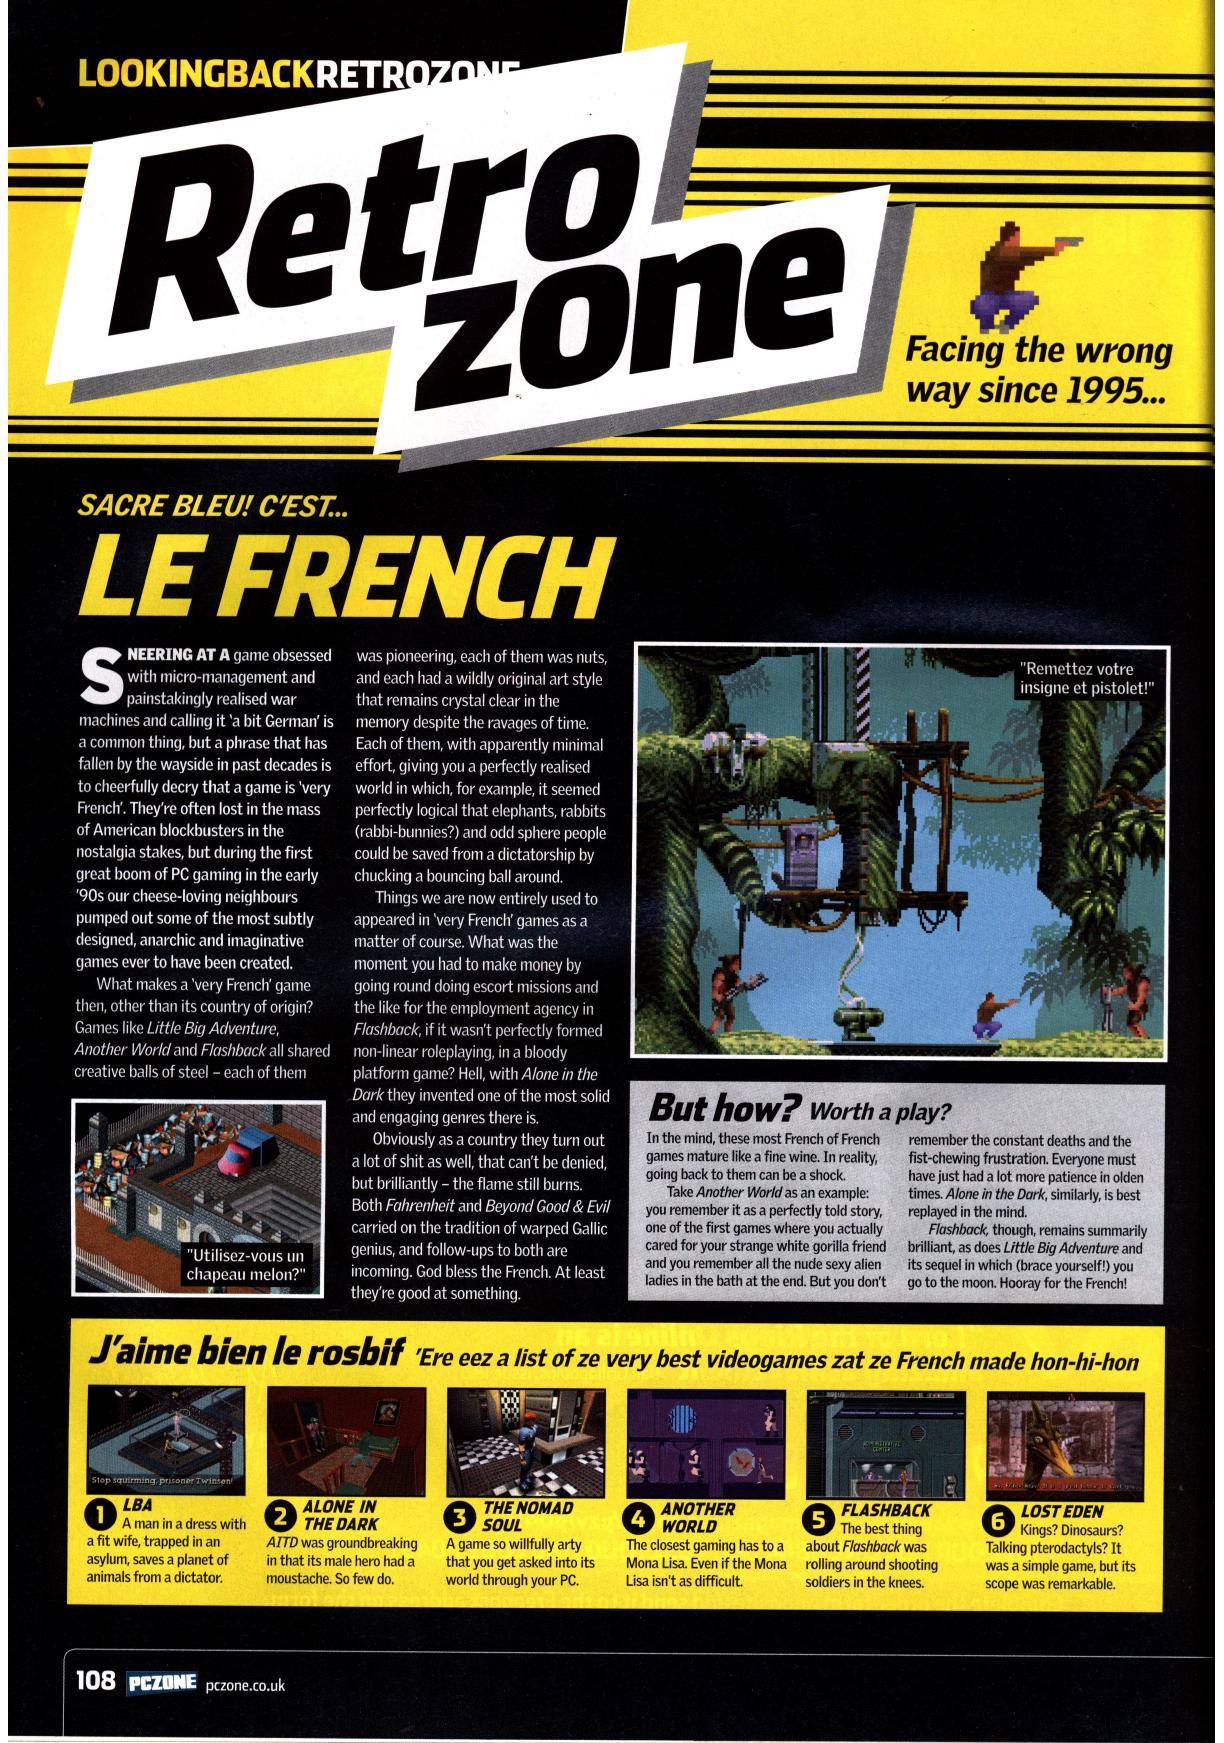 LOOKINGBACKRETROZONE
Retro
zone
Facing the wrong
way since 1995...
SACRE BLEU! C'EST...
LE FRENCH
SNEERING AT A game obsessed
with micro-management and
painstakingly realised war
machines and calling it 'a bit German' is
a common thing, but a phrase that has
fallen by the wayside in past decades is
to cheerfully decry that a game is 'very
French'. They're often lost in the mass
of American blockbusters in the
nostalgia stakes, but during the first
great boom of PC gaming in the early
'90s our cheese-loving neighbours
pumped out some of the most subtly
designed, anarchic and imaginative
games ever to have been created.
What makes a 'very French' game
then, other than its country of origin?
Games like Little Big Adventure,
Another World and Flashback all shared
creative balls of steel – each of them
"Utilisez-vous un
chapeau melon?"
was pioneering, each of them was nuts,
and each had a wildly original art style
that remains crystal clear in the
memory despite the ravages of time.
Each of them, with apparently minimal
effort, giving you a perfectly realised
world in which, for example, it seemed
perfectly logical that elephants, rabbits
(rabbi-bunnies?) and odd sphere people
could be saved from a dictatorship by
chucking a bouncing ball around.
Things we are now entirely used to
appeared in 'very French' games as a
matter of course. What was the
moment you had to make money by
going round doing escort missions and
the like for the employment agency in
Flashback, if it wasn't perfectly formed
non-linear roleplaying, in a bloody
platform game? Hell, with Alone in the
Dark they invented one of the most solid
and engaging genres there is.
Obviously as a country they turn out
a lot of shit as well, that can't be denied,
but brilliantly – the flame still burns.
Both Fahrenheit and Beyond Good & Evil
carried on the tradition of warped Gallic
genius, and follow-ups to both are
incoming. God bless the French. At least
they're good at something.
"Remettez votre
insigne et pistolet!"
But how? Worth a play?
In the mind, these most French of French
games mature like a fine wine. In reality,
going back to them can be a shock.
Take Another World as an example:
you remember it as a perfectly told story,
one of the first games where you actually
cared for your strange white gorilla friend
and you remember all the nude sexy alien
ladies in the bath at the end. But you don't
remember the constant deaths and the
fist-chewing frustration. Everyone must
have just had a lot more patience in olden
times. Alone in the Dark, similarly, is best
replayed in the mind.
Flashback, though, remains summarily
brilliant, as does Little Big Adventure and
its sequel in which (brace yourself!) you
go to the moon. Hooray for the French!
J'aime bien le rosbif 'Ere eez a list of ze very best videogames zat ze French made hon-hi-hon
Stop squirming, prisoner Twinsen!
1 LBA
A man in a dress with
a fit wife, trapped in an
asylum, saves a planet of
animals from a dictator.
2 ALONE IN
THE DARK
AITD was groundbreaking
in that its male hero had a
moustache. So few do.
3 THE NOMAD
SOUL
A game so willfully arty
that you get asked into its
world through your PC.
4 ANOTHER
WORLD
The closest gaming has to a
Mona Lisa. Even if the Mona
Lisa isn't as difficult.
ADMINISTRATIVE
CENTER
5 FLASHBACK
The best thing
about Flashback was
rolling around shooting
soldiers in the knees.
6 LOST EDEN
Kings? Dinosaurs?
Talking pterodactyls? It
was a simple game, but its
scope was remarkable.
108 PCZONE pczone.co.uk